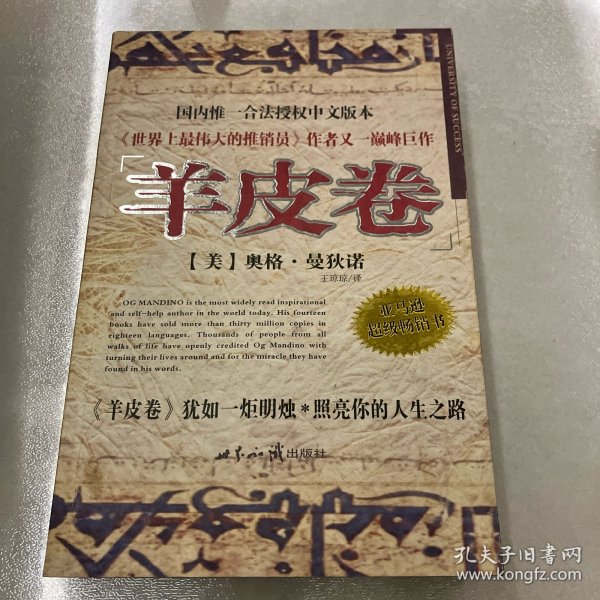 UNIVERSITY OF SUCCESS
国内惟一合法授权中文版本
《世界上最伟大的推销员》作者又一巅峰巨作
「羊皮卷」
【美】奥格·曼狄诺
王琼琼/译
OG MANDINO is the most widely read inspirational
and self-help author in the world today. His fourteen
books have sold more than thirty million copies in
eighteen languages. Thousands of people from all
walks of life have openly credited Og Mandino with
turning their lives around and for the miracle they have
found in his words.
亚马逊
超级畅销书
《羊皮卷》犹如一炬明烛*照亮你的人生之路
世界知识出版社
孔夫子旧书网
www.kongfz.com